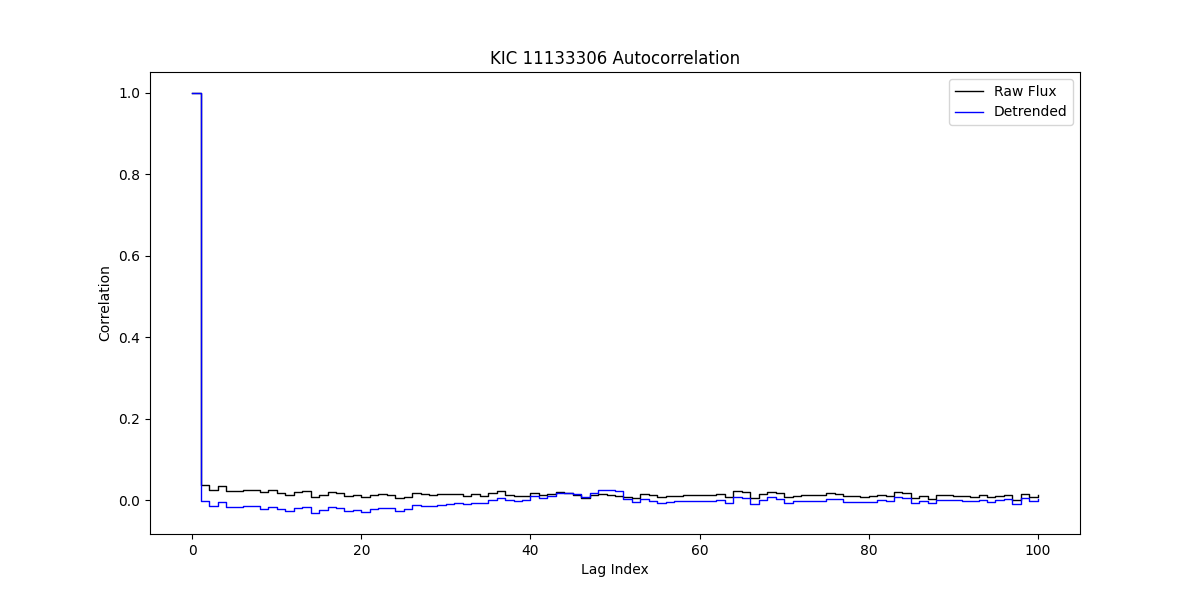 KIC 11133306 Autocorrelation
Raw Flux
Detrended
1.0
0.8
0.6
0.4
0.2
0.0
Correlation
0 20 40 60 80 100
Lag Index